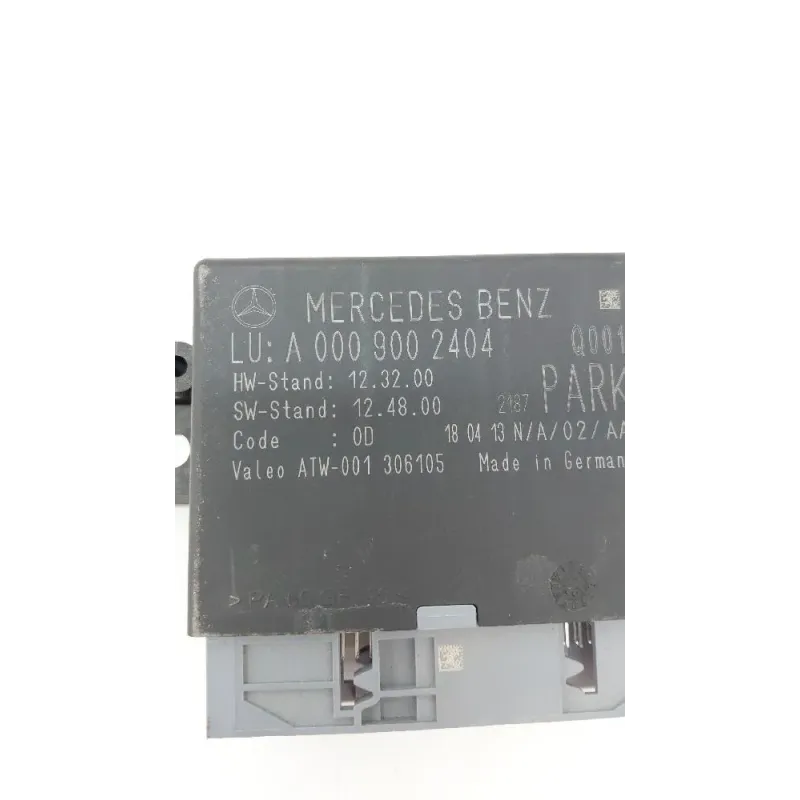 MERCEDES BENZ
LU: A 000 900 2404 Q001
HW-Stand: 12.32.00
SW-Stand: 12.48.00 2187 PARK
Code : 0D 18 04 13 N/A/02/AA
Valeo ATW-001 306105 Made in German